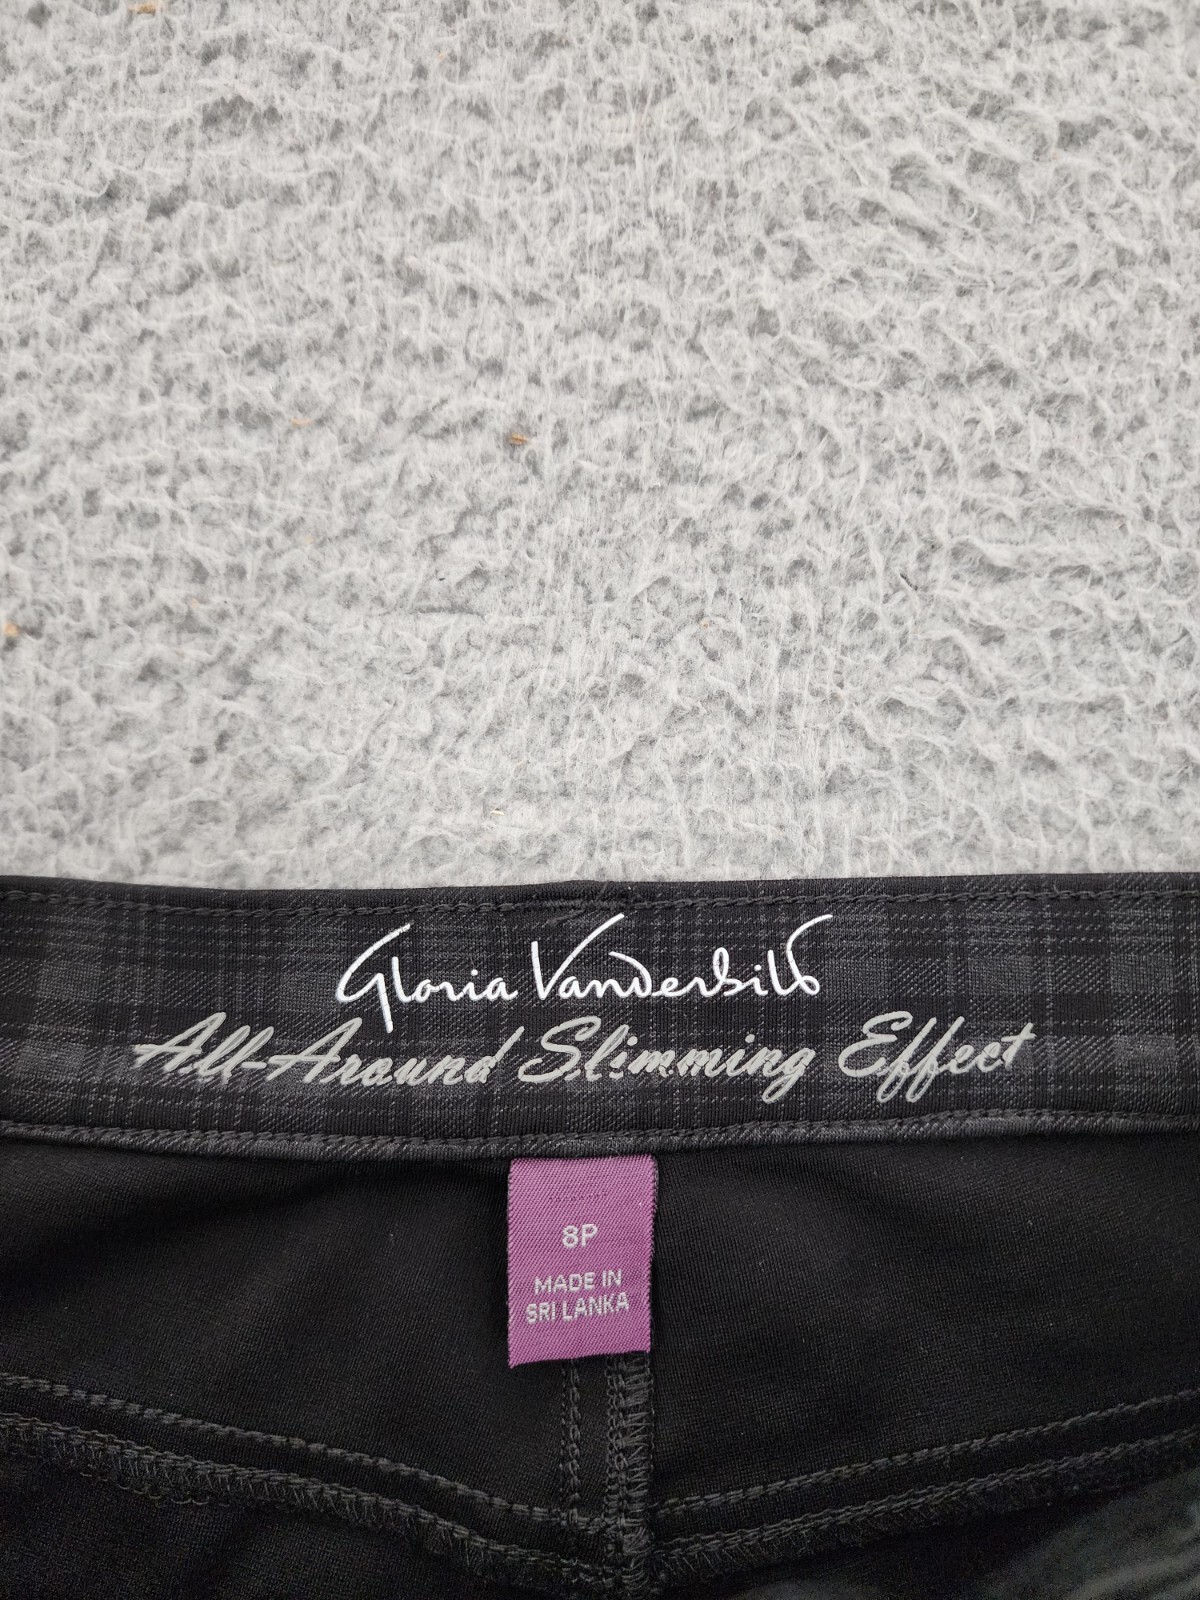 Gloria Vanderbilt
All-Around Slimming Effect
8P
MADE IN
SRI LANKA